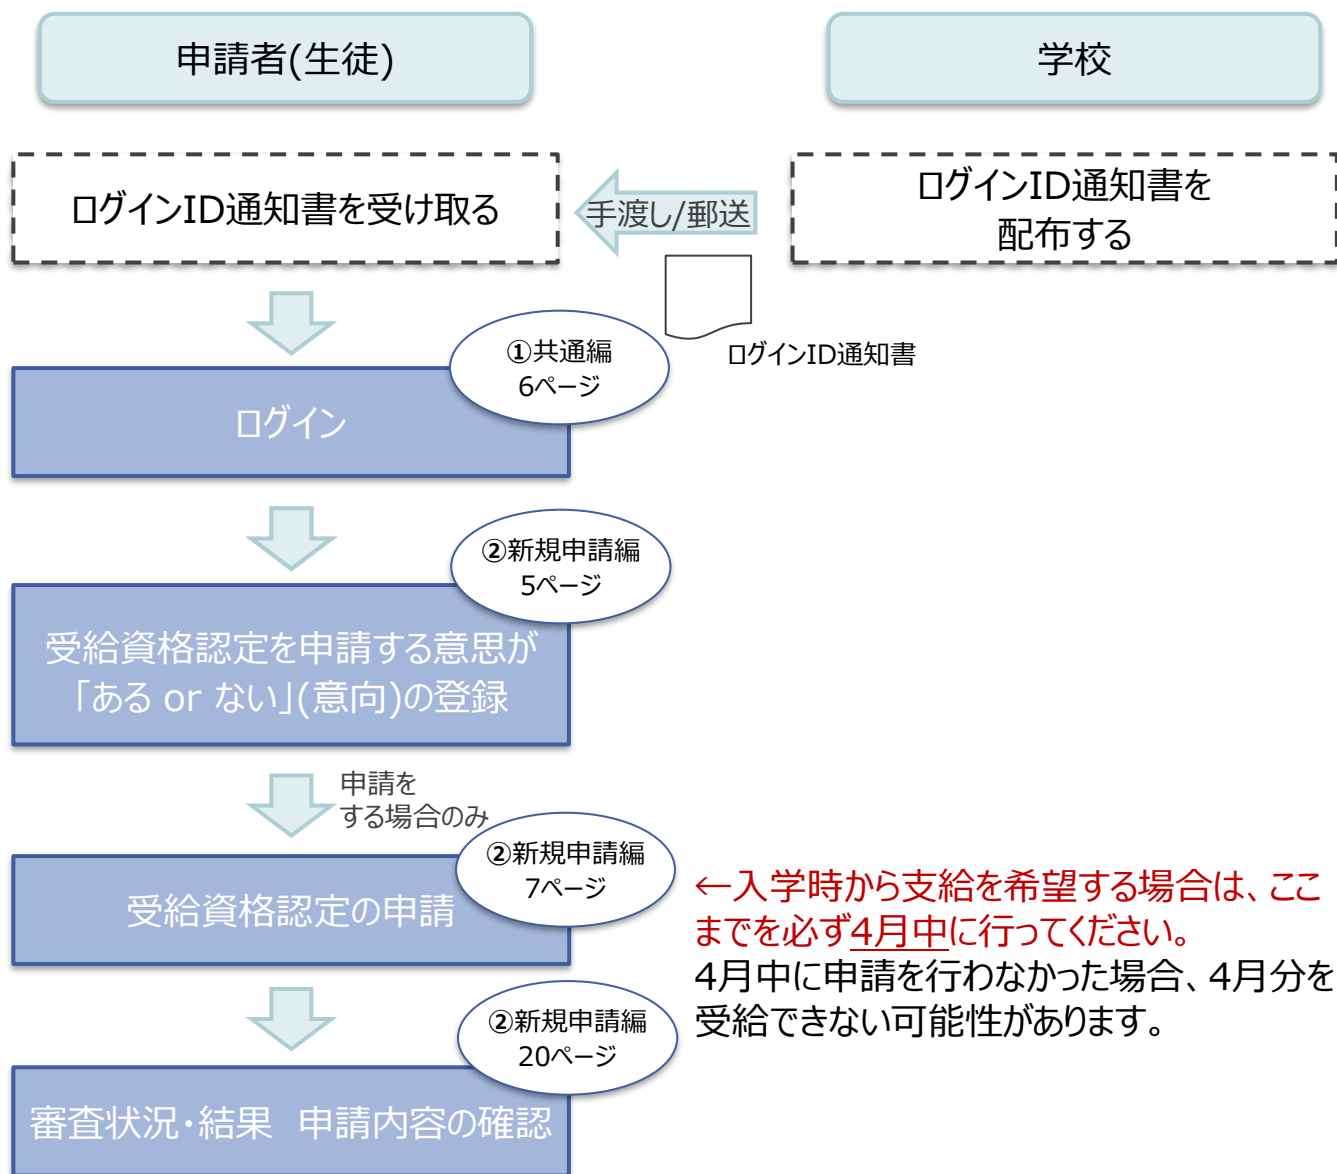 申請者(生徒)
学校
ログインID通知書を受け取る
手渡し/郵送
ログインID通知書を
配布する
ログインID通知書
①共通編
6ページ
ログイン
②新規申請編
5ページ
受給資格認定を申請する意思が
「ある or ない」(意向)の登録
申請を
する場合のみ
②新規申請編
7ページ
受給資格認定の申請
←入学時から支給を希望する場合は、ここ
までを必ず4月中に行ってください。
4月中に申請を行わなかった場合、4月分を
受給できない可能性があります。
②新規申請編
20ページ
審査状況・結果　申請内容の確認